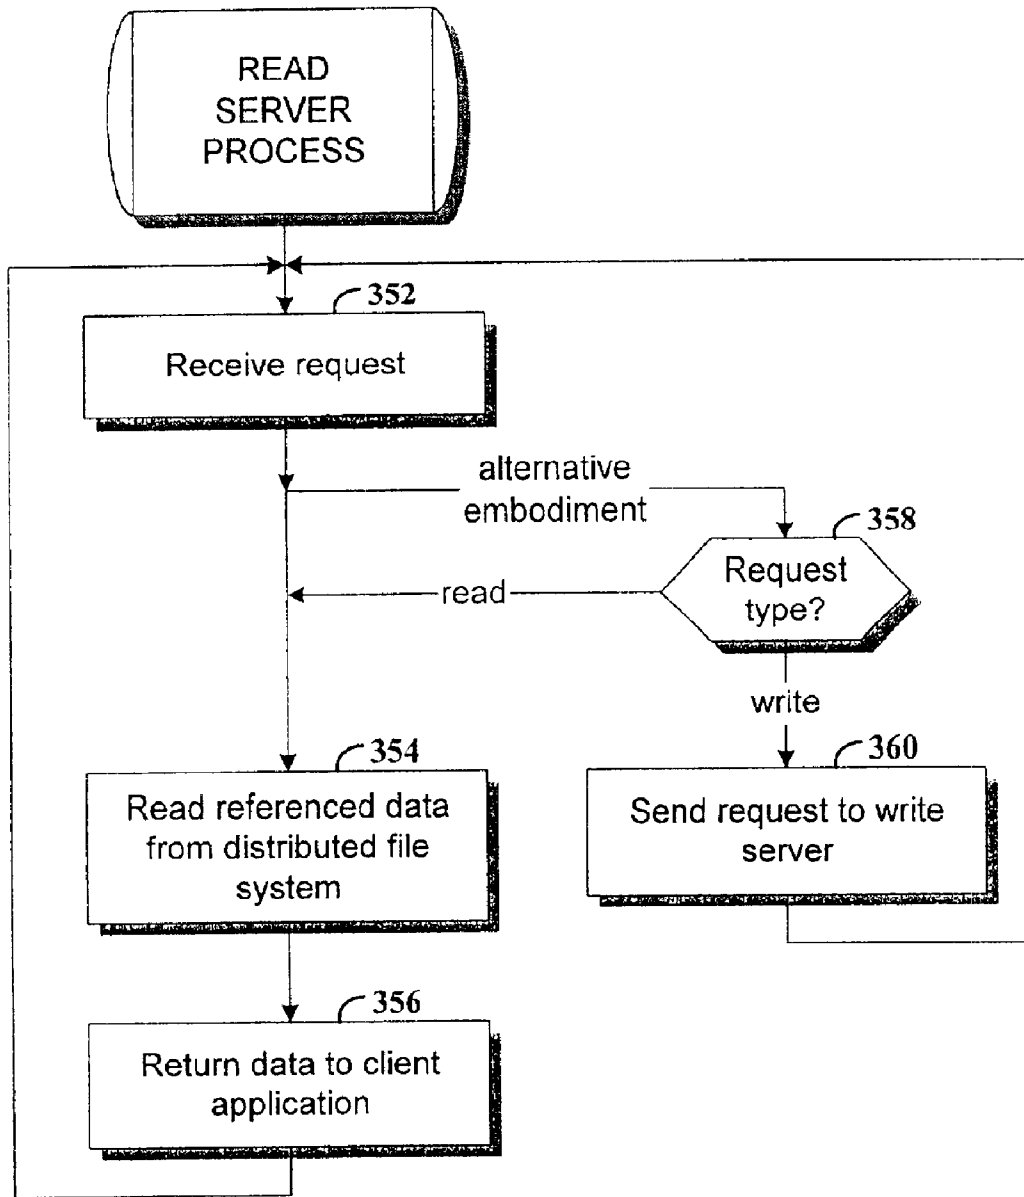 READ
SERVER
PROCESS
352
Receive request
alternative
embodiment
358
Request
type?
read
write
354
Read referenced data
from distributed file
system
360
Send request to write
server
356
Return data to client
application